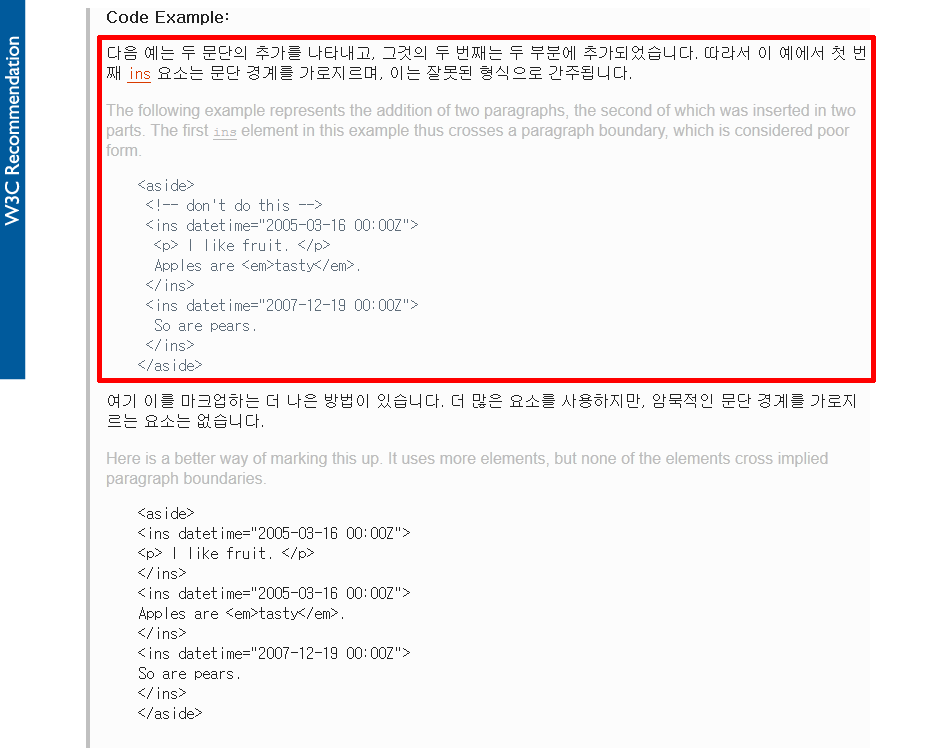 W3C Recommendation
Code Example:
다음 예는 두 문단의 추가를 나타내고, 그것의 두 번째는 두 부분에 추가되었습니다. 따라서 이 예에서 첫 번
째 ins 요소는 문단 경계를 가로지르며, 이는 잘못된 형식으로 간주됩니다.
The following example represents the addition of two paragraphs, the second of which was inserted in two
parts. The first ins element in this example thus crosses a paragraph boundary, which is considered poor
form.
<aside>
<!-- don't do this -->
<ins datetime="2005-03-16 00:00Z">
<p> I like fruit. </p>
Apples are <em>tasty</em>.
</ins>
<ins datetime="2007-12-19 00:00Z">
So are pears.
</ins>
</aside>
여기 이를 마크업하는 더 나은 방법이 있습니다. 더 많은 요소를 사용하지만, 암묵적인 문단 경계를 가로지
르는 요소는 없습니다.
Here is a better way of marking this up. It uses more elements, but none of the elements cross implied
paragraph boundaries.
<aside>
<ins datetime="2005-03-16 00:00Z">
<p> I like fruit. </p>
</ins>
<ins datetime="2005-03-16 00:00Z">
Apples are <em>tasty</em>.
</ins>
<ins datetime="2007-12-19 00:00Z">
So are pears.
</ins>
</aside>